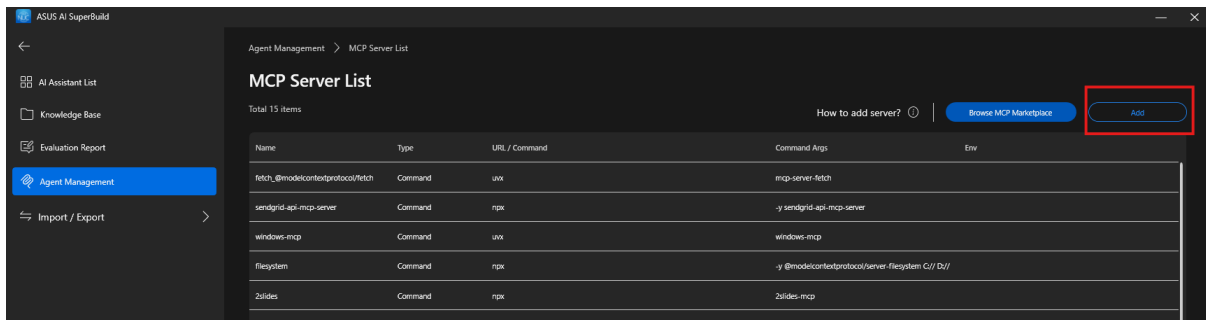 ASUS AI SuperBuild
AI Assistant List
Knowledge Base
Evaluation Report
Agent Management
Import / Export
Agent Management > MCP Server List
MCP Server List
Total 15 items
How to add server?
Browse MCP Marketplace
Add
Name Type URL / Command Command Args Env
fetch_@modelcontextprotocol/fetch Command uvx mcp-server-fetch
sendgrid-api-mcp-server Command npx -y sendgrid-api-mcp-server
windows-mcp Command uvx windows-mcp
filesystem Command npx -y @modelcontextprotocol/server-filesystem C:// D://
2slides Command npx 2slides-mcp